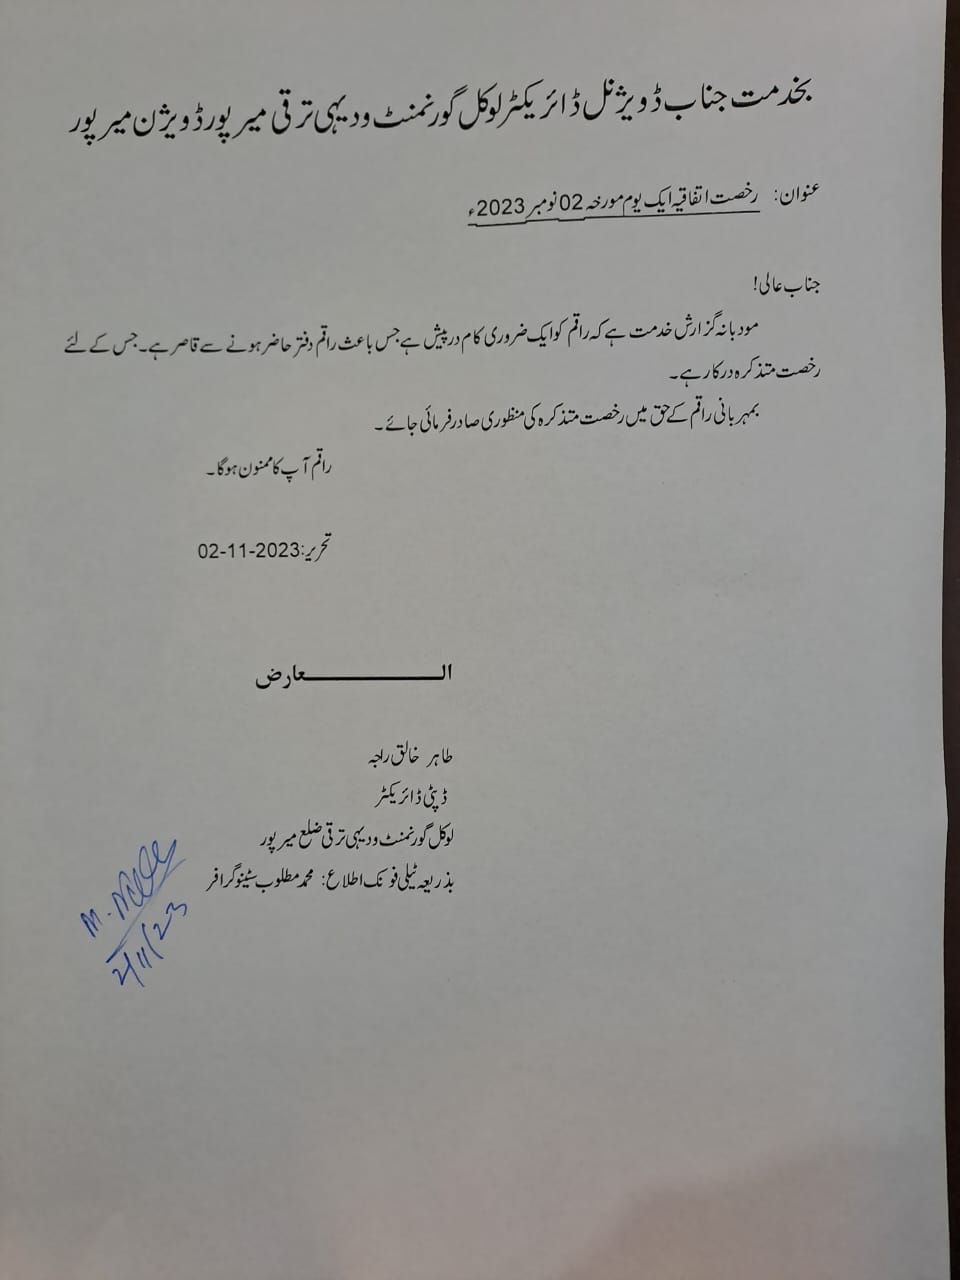 بخدمت جناب ڈویژنل ڈائریکٹر لوکل گورنمنٹ و دیہی ترقی میرپور ڈویژن میرپور
عنوان: رخصت اتفاقیہ ایک یوم مورخہ 02 نومبر 2023ء
جناب عالی!
مودبانہ گزارش خدمت ہے کہ راقم کو ایک ضروری کام درپیش ہے جس باعث راقم دفتر حاضر ہونے سے قاصر ہے۔ جس کے لئے
رخصت متذکرہ درکار ہے۔
بمہربانی راقم کے حق میں رخصت متذکرہ کی منظوری صادر فرمائی جائے۔
راقم آپ کا ممنون ہوگا۔
تحریر: 02-11-2023
العارض
طاہر خالق راجہ
ڈپٹی ڈائریکٹر
لوکل گورنمنٹ و دیہی ترقی ضلع میرپور
بذریعہ ٹیلی فونک اطلاع: محمد مطلوب سٹینوگرافر
M.
2/11/23